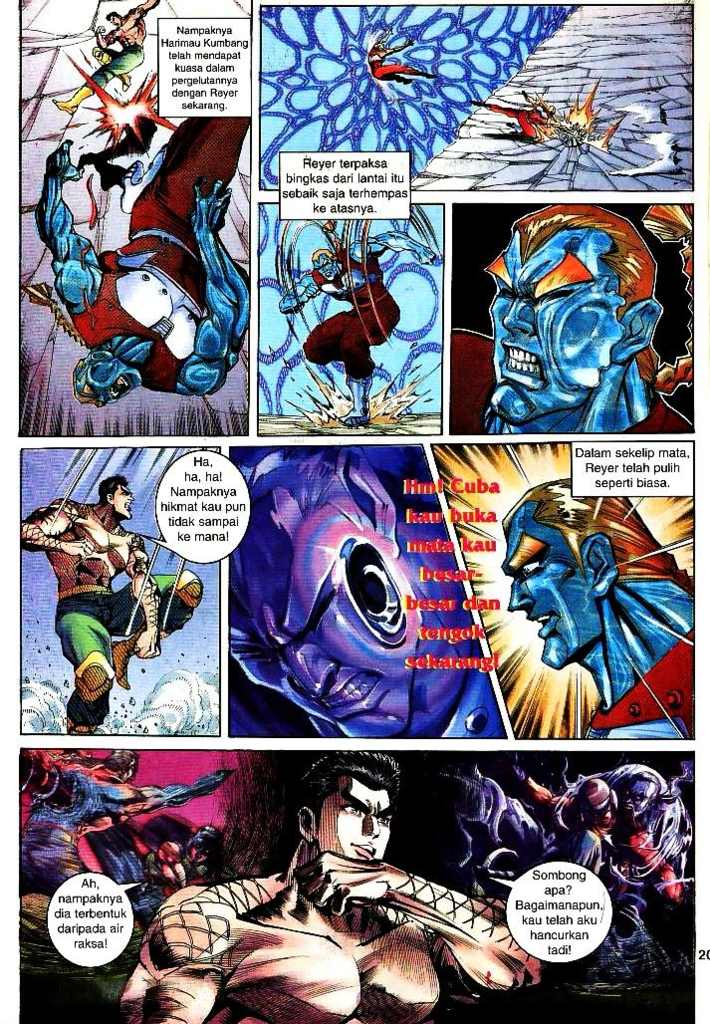 Nampaknya
Harimau Kumbang
telah mendapat
kuasa dalam
pergelutannya
dengan Reyer
sekarang.
Reyer terpaksa
bingkas dari lantai itu
sebaik saja terhempas
ke atasnya.
Ha,
ha, ha!
Nampaknya
hikmat kau pun
tidak sampai
ke mana!
Hm! Cuba
kau buka
mata kau
besar-
besar dan
tengok
sekarang!
Dalam sekelip mata,
Reyer telah pulih
seperti biasa.
Ah,
nampaknya
dia terbentuk
daripada air
raksa!
Sombong
apa?
Bagaimanapun,
kau telah aku
hancurkan
tadi!
20